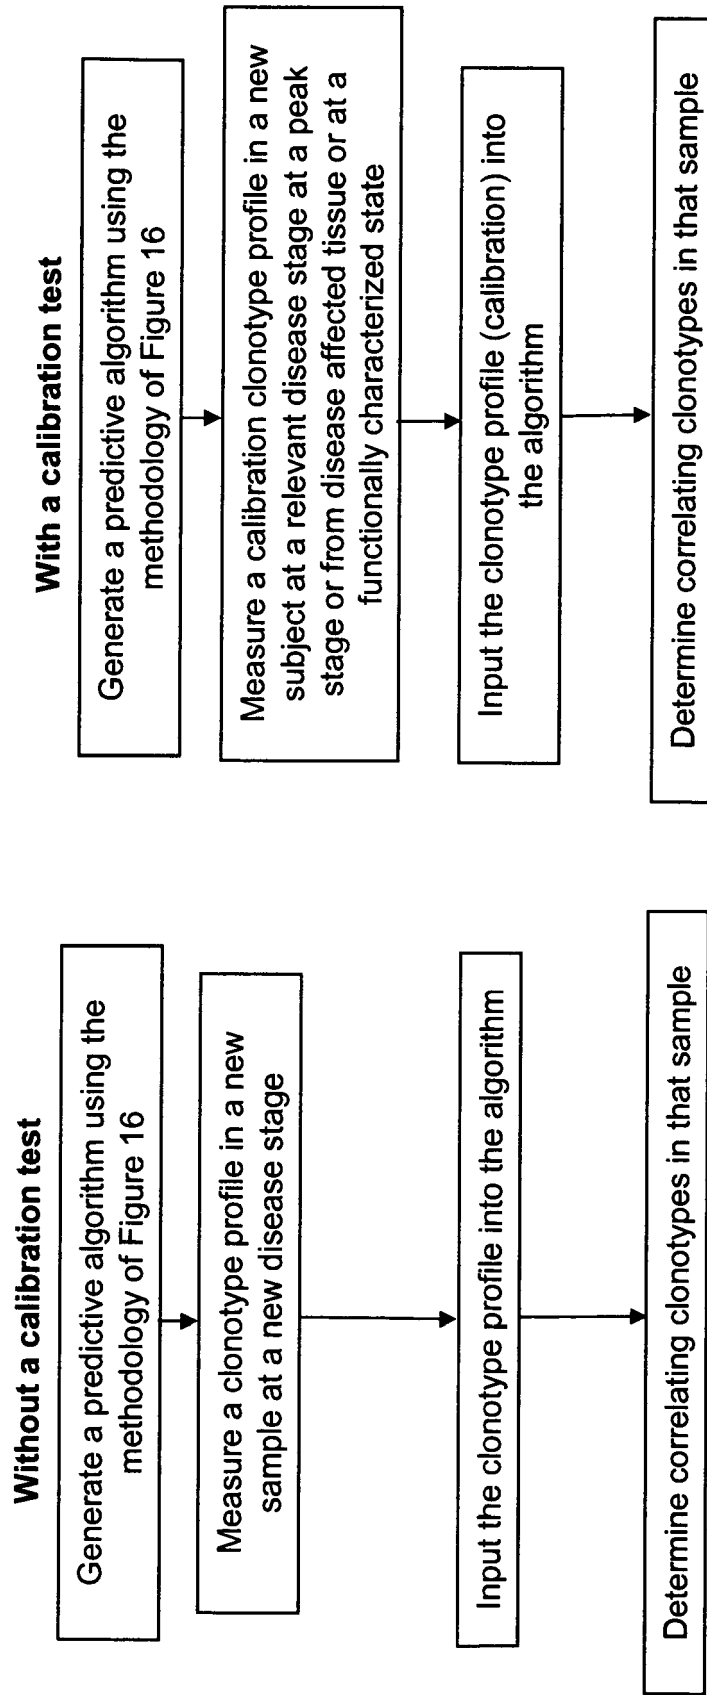 Without a calibration test
Generate a predictive algorithm using the
methodology of Figure 16
Measure a clonotype profile in a new
sample at a new disease stage
Input the clonotype profile into the algorithm
Determine correlating clonotypes in that sample
With a calibration test
Generate a predictive algorithm using the
methodology of Figure 16
Measure a calibration clonotype profile in a new
subject at a relevant disease stage at a peak
stage or from disease affected tissue or at a
functionally characterized state
Input the clonotype profile (calibration) into
the algorithm
Determine correlating clonotypes in that sample